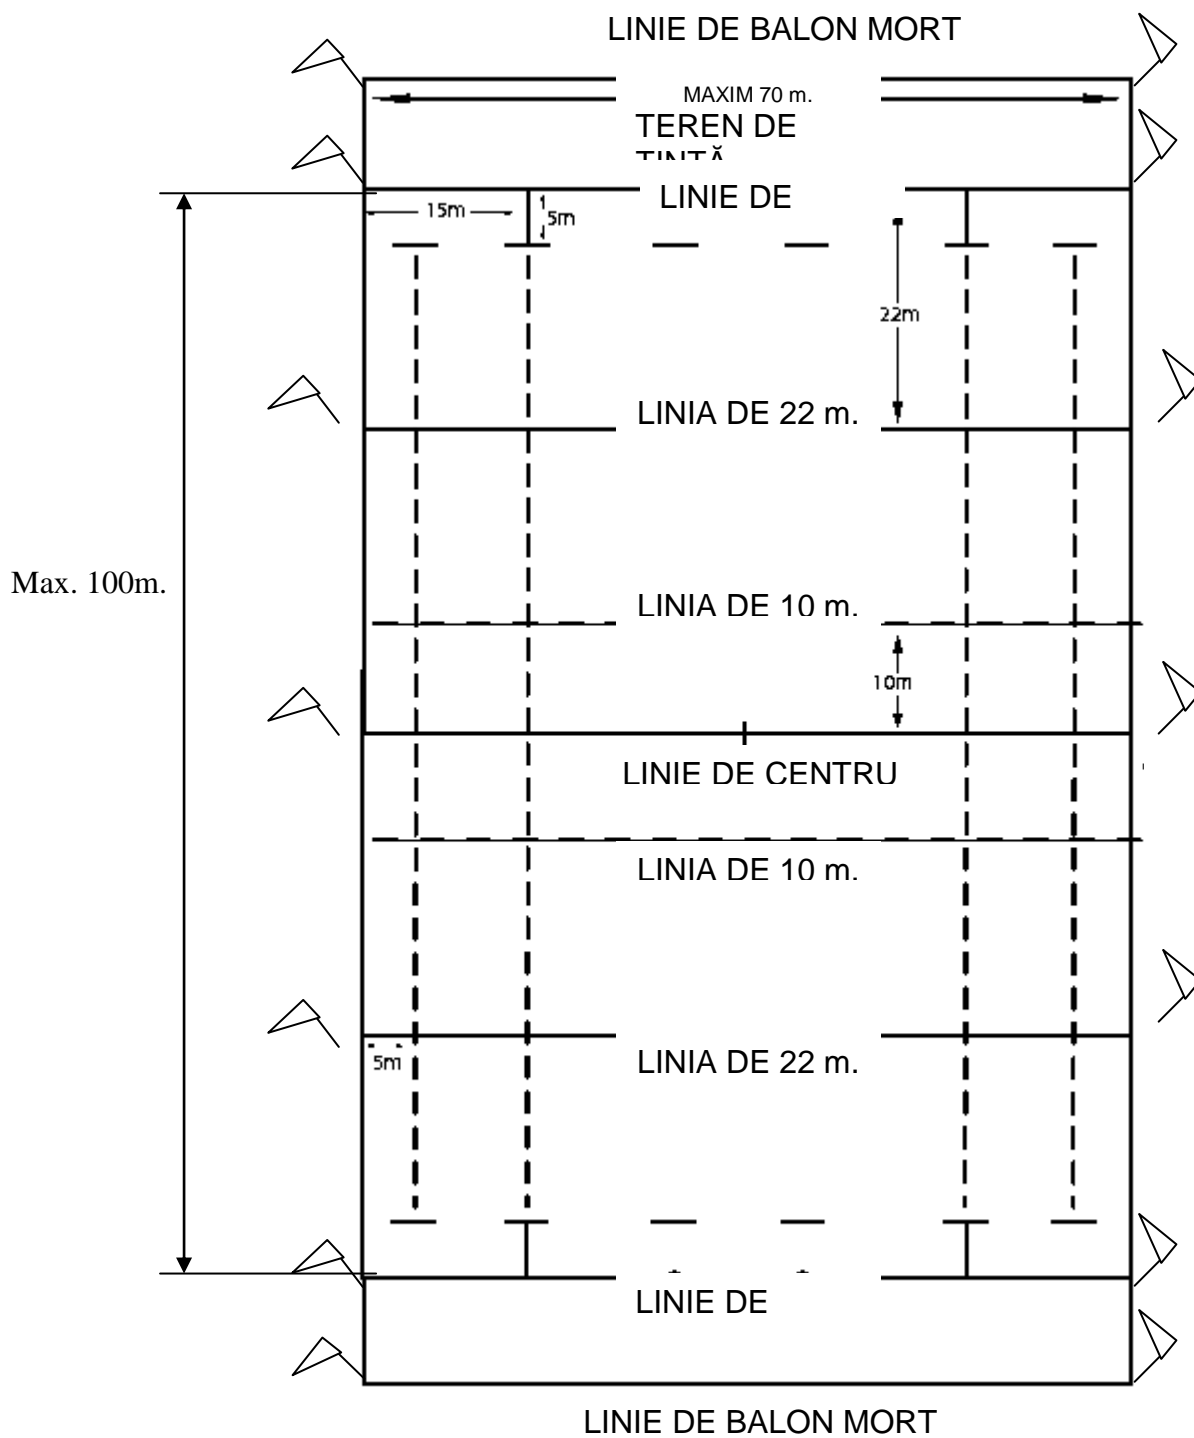 LINIE DE BALON MORT
MAXIM 70 m.
TEREN DE
ȚINTĂ
LINIE DE
15m
5m
22m
LINIA DE 22 m.
Max. 100m.
LINIA DE 10 m.
10m
LINIE DE CENTRU
LINIA DE 10 m.
5m
LINIA DE 22 m.
LINIE DE
LINIE DE BALON MORT